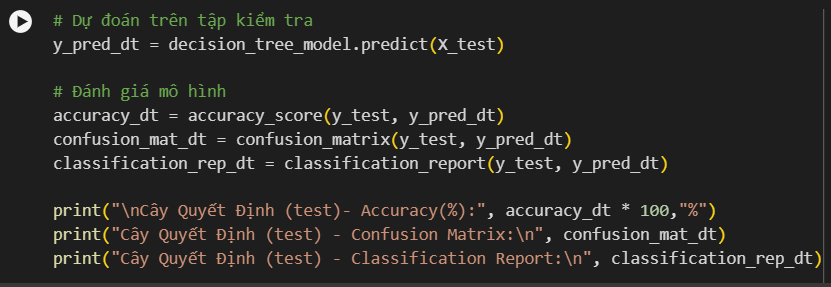 # Dự đoán trên tập kiểm tra
y_pred_dt = decision_tree_model.predict(X_test)
# Đánh giá mô hình
accuracy_dt = accuracy_score(y_test, y_pred_dt)
confusion_mat_dt = confusion_matrix(y_test, y_pred_dt)
classification_rep_dt = classification_report(y_test, y_pred_dt)
print("\nCây Quyết Định (test)- Accuracy(%):", accuracy_dt * 100,"%")
print("Cây Quyết Định (test) - Confusion Matrix:\n", confusion_mat_dt)
print("Cây Quyết Định (test) - Classification Report:\n", classification_rep_dt)